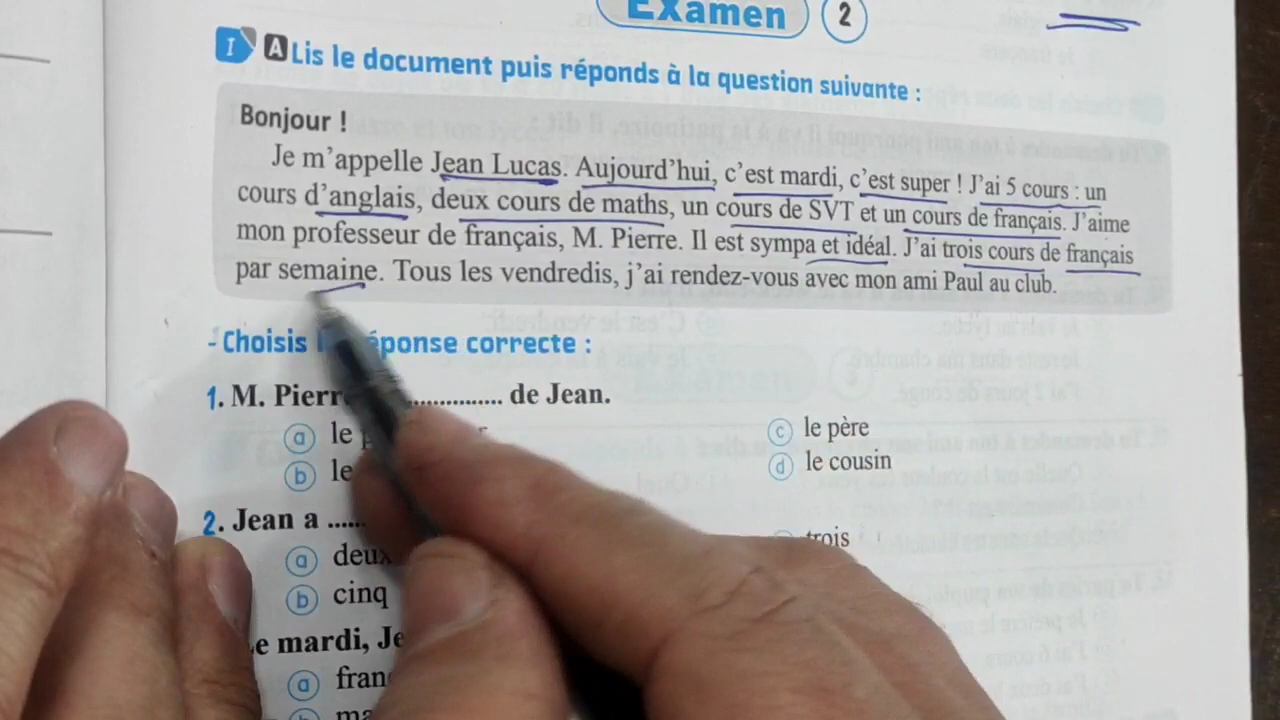 Examen 2
I A Lis le document puis réponds à la question suivante :
Bonjour !
Je m'appelle Jean Lucas. Aujourd'hui, c'est mardi, c'est super ! J'ai 5 cours : un
cours d'anglais, deux cours de maths, un cours de SVT et un cours de français. J'aime
mon professeur de français, M. Pierre. Il est sympa et idéal. J'ai trois cours de français
par semaine. Tous les vendredis, j'ai rendez-vous avec mon ami Paul au club.
- Choisis réponse correcte :
1. M. ............... de Jean.
a le
c le père
b le
d le cousin
2. Jean a ......
trois
a deux
b cinq
mardi,
a
b